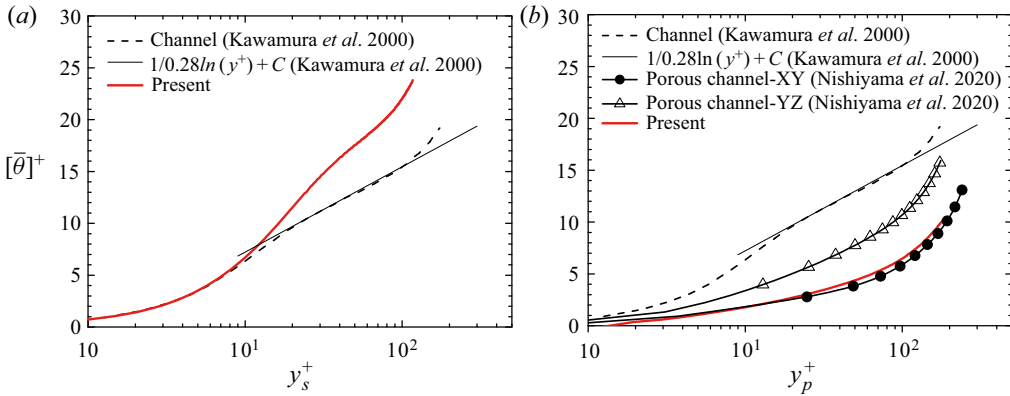 (a)
30
25
20
15
10
5
0
[θ̄]⁺
Channel (Kawamura et al. 2000)
1/0.28ln (y⁺) + C (Kawamura et al. 2000)
Present
10
10¹
10²
yₛ⁺
(b)
30
25
20
15
10
5
0
Channel (Kawamura et al. 2000)
1/0.28ln (y⁺) + C (Kawamura et al. 2000)
Porous channel-XY (Nishiyama et al. 2020)
Porous channel-YZ (Nishiyama et al. 2020)
Present
10
10¹
10²
yₚ⁺